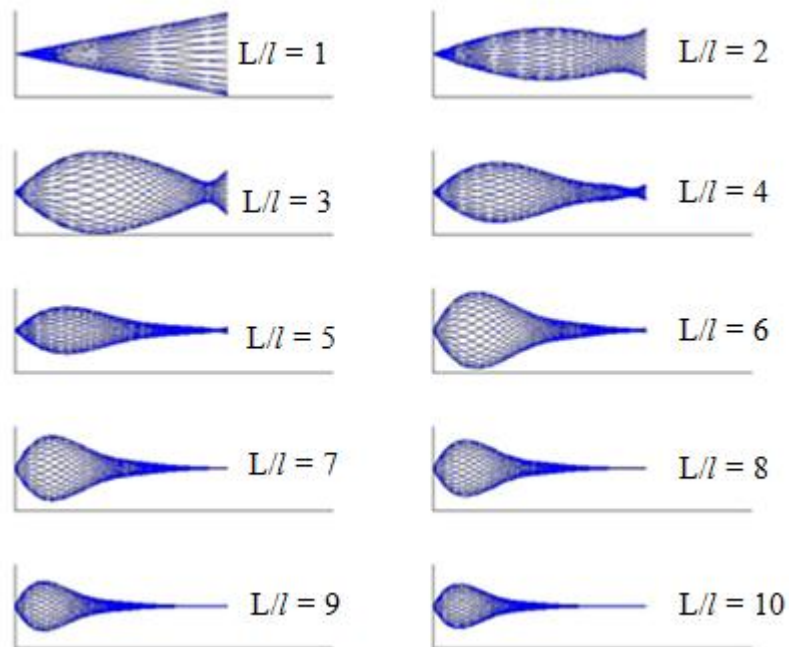 L/l = 1
L/l = 2
L/l = 3
L/l = 4
L/l = 5
L/l = 6
L/l = 7
L/l = 8
L/l = 9
L/l = 10